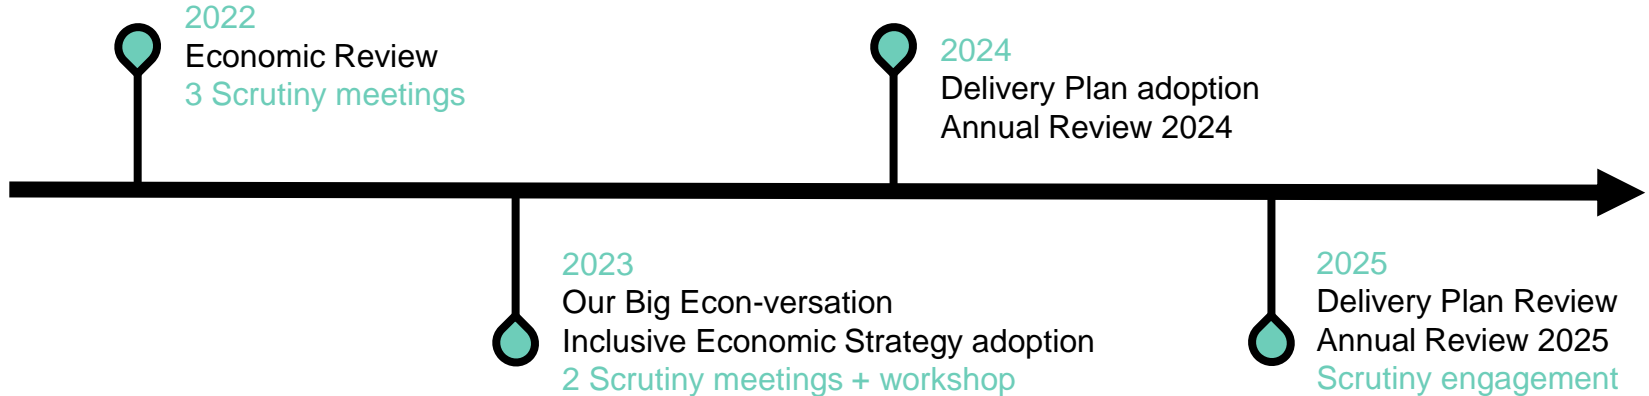 2022
Economic Review
3 Scrutiny meetings
2023
Our Big Econ-versation
Inclusive Economic Strategy adoption
2 Scrutiny meetings + workshop
2024
Delivery Plan adoption
Annual Review 2024
2025
Delivery Plan Review
Annual Review 2025
Scrutiny engagement